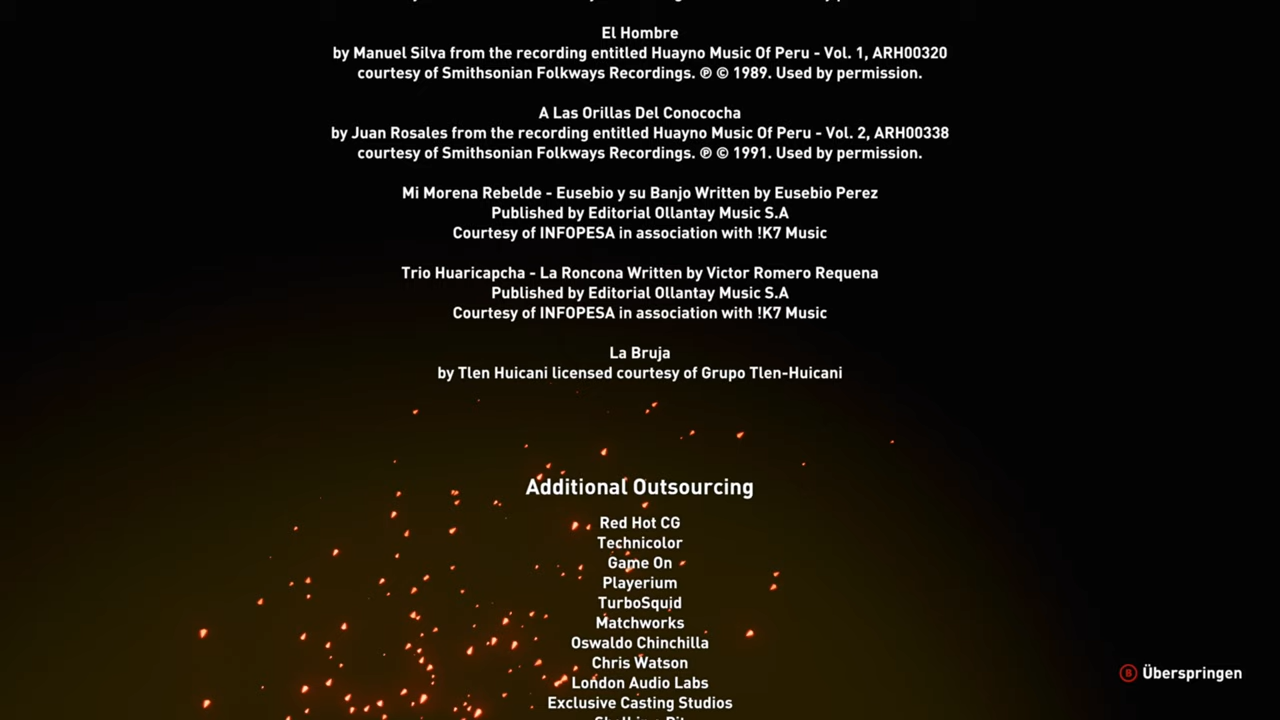 El Hombre
by Manuel Silva from the recording entitled Huayno Music Of Peru - Vol. 1, ARH00320
courtesy of Smithsonian Folkways Recordings. ℗ © 1989. Used by permission.
A Las Orillas Del Conococha
by Juan Rosales from the recording entitled Huayno Music Of Peru - Vol. 2, ARH00338
courtesy of Smithsonian Folkways Recordings. ℗ © 1991. Used by permission.
Mi Morena Rebelde - Eusebio y su Banjo Written by Eusebio Perez
Published by Editorial Ollantay Music S.A
Courtesy of INFOPESA in association with !K7 Music
Trio Huaricapcha - La Roncona Written by Victor Romero Requena
Published by Editorial Ollantay Music S.A
Courtesy of INFOPESA in association with !K7 Music
La Bruja
by Tlen Huicani licensed courtesy of Grupo Tlen-Huicani
Additional Outsourcing
Red Hot CG
Technicolor
Game On
Playerium
TurboSquid
Matchworks
Oswaldo Chinchilla
Chris Watson
London Audio Labs
Exclusive Casting Studios
B Überspringen